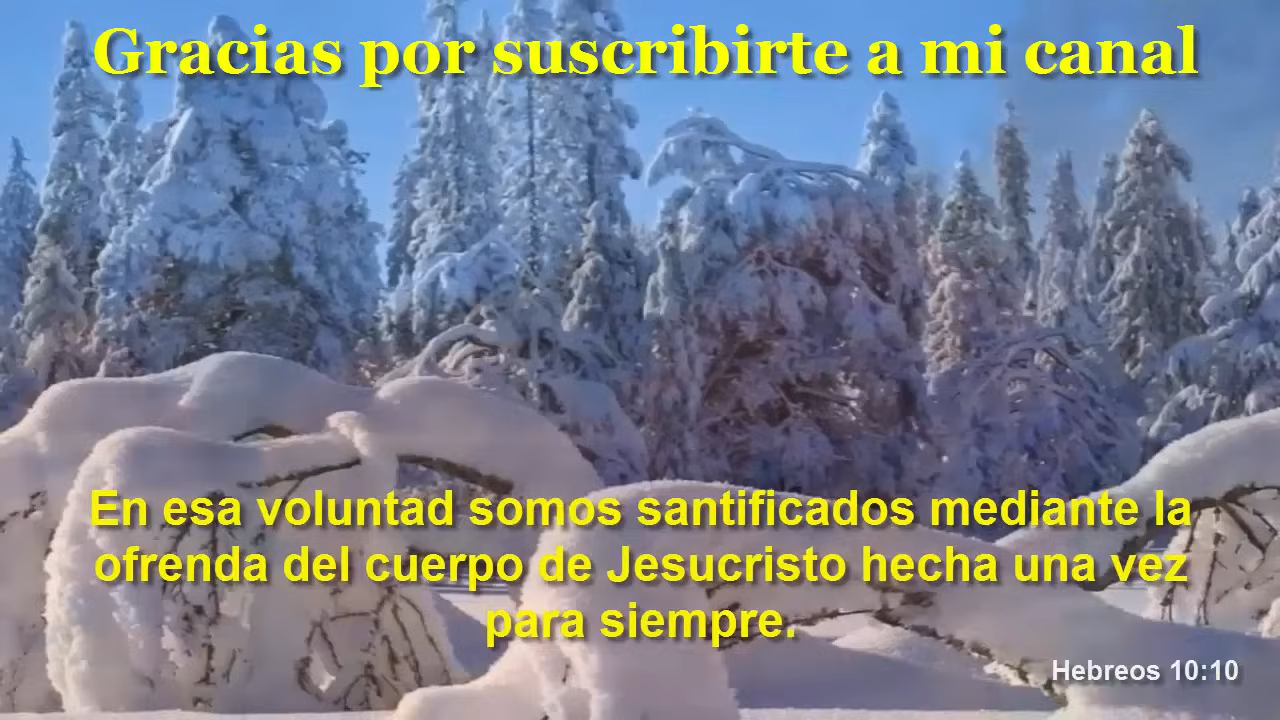 Gracias por suscribirte a mi canal
En esa voluntad somos santificados mediante la
ofrenda del cuerpo de Jesucristo hecha una vez
para siempre.
Hebreos 10:10